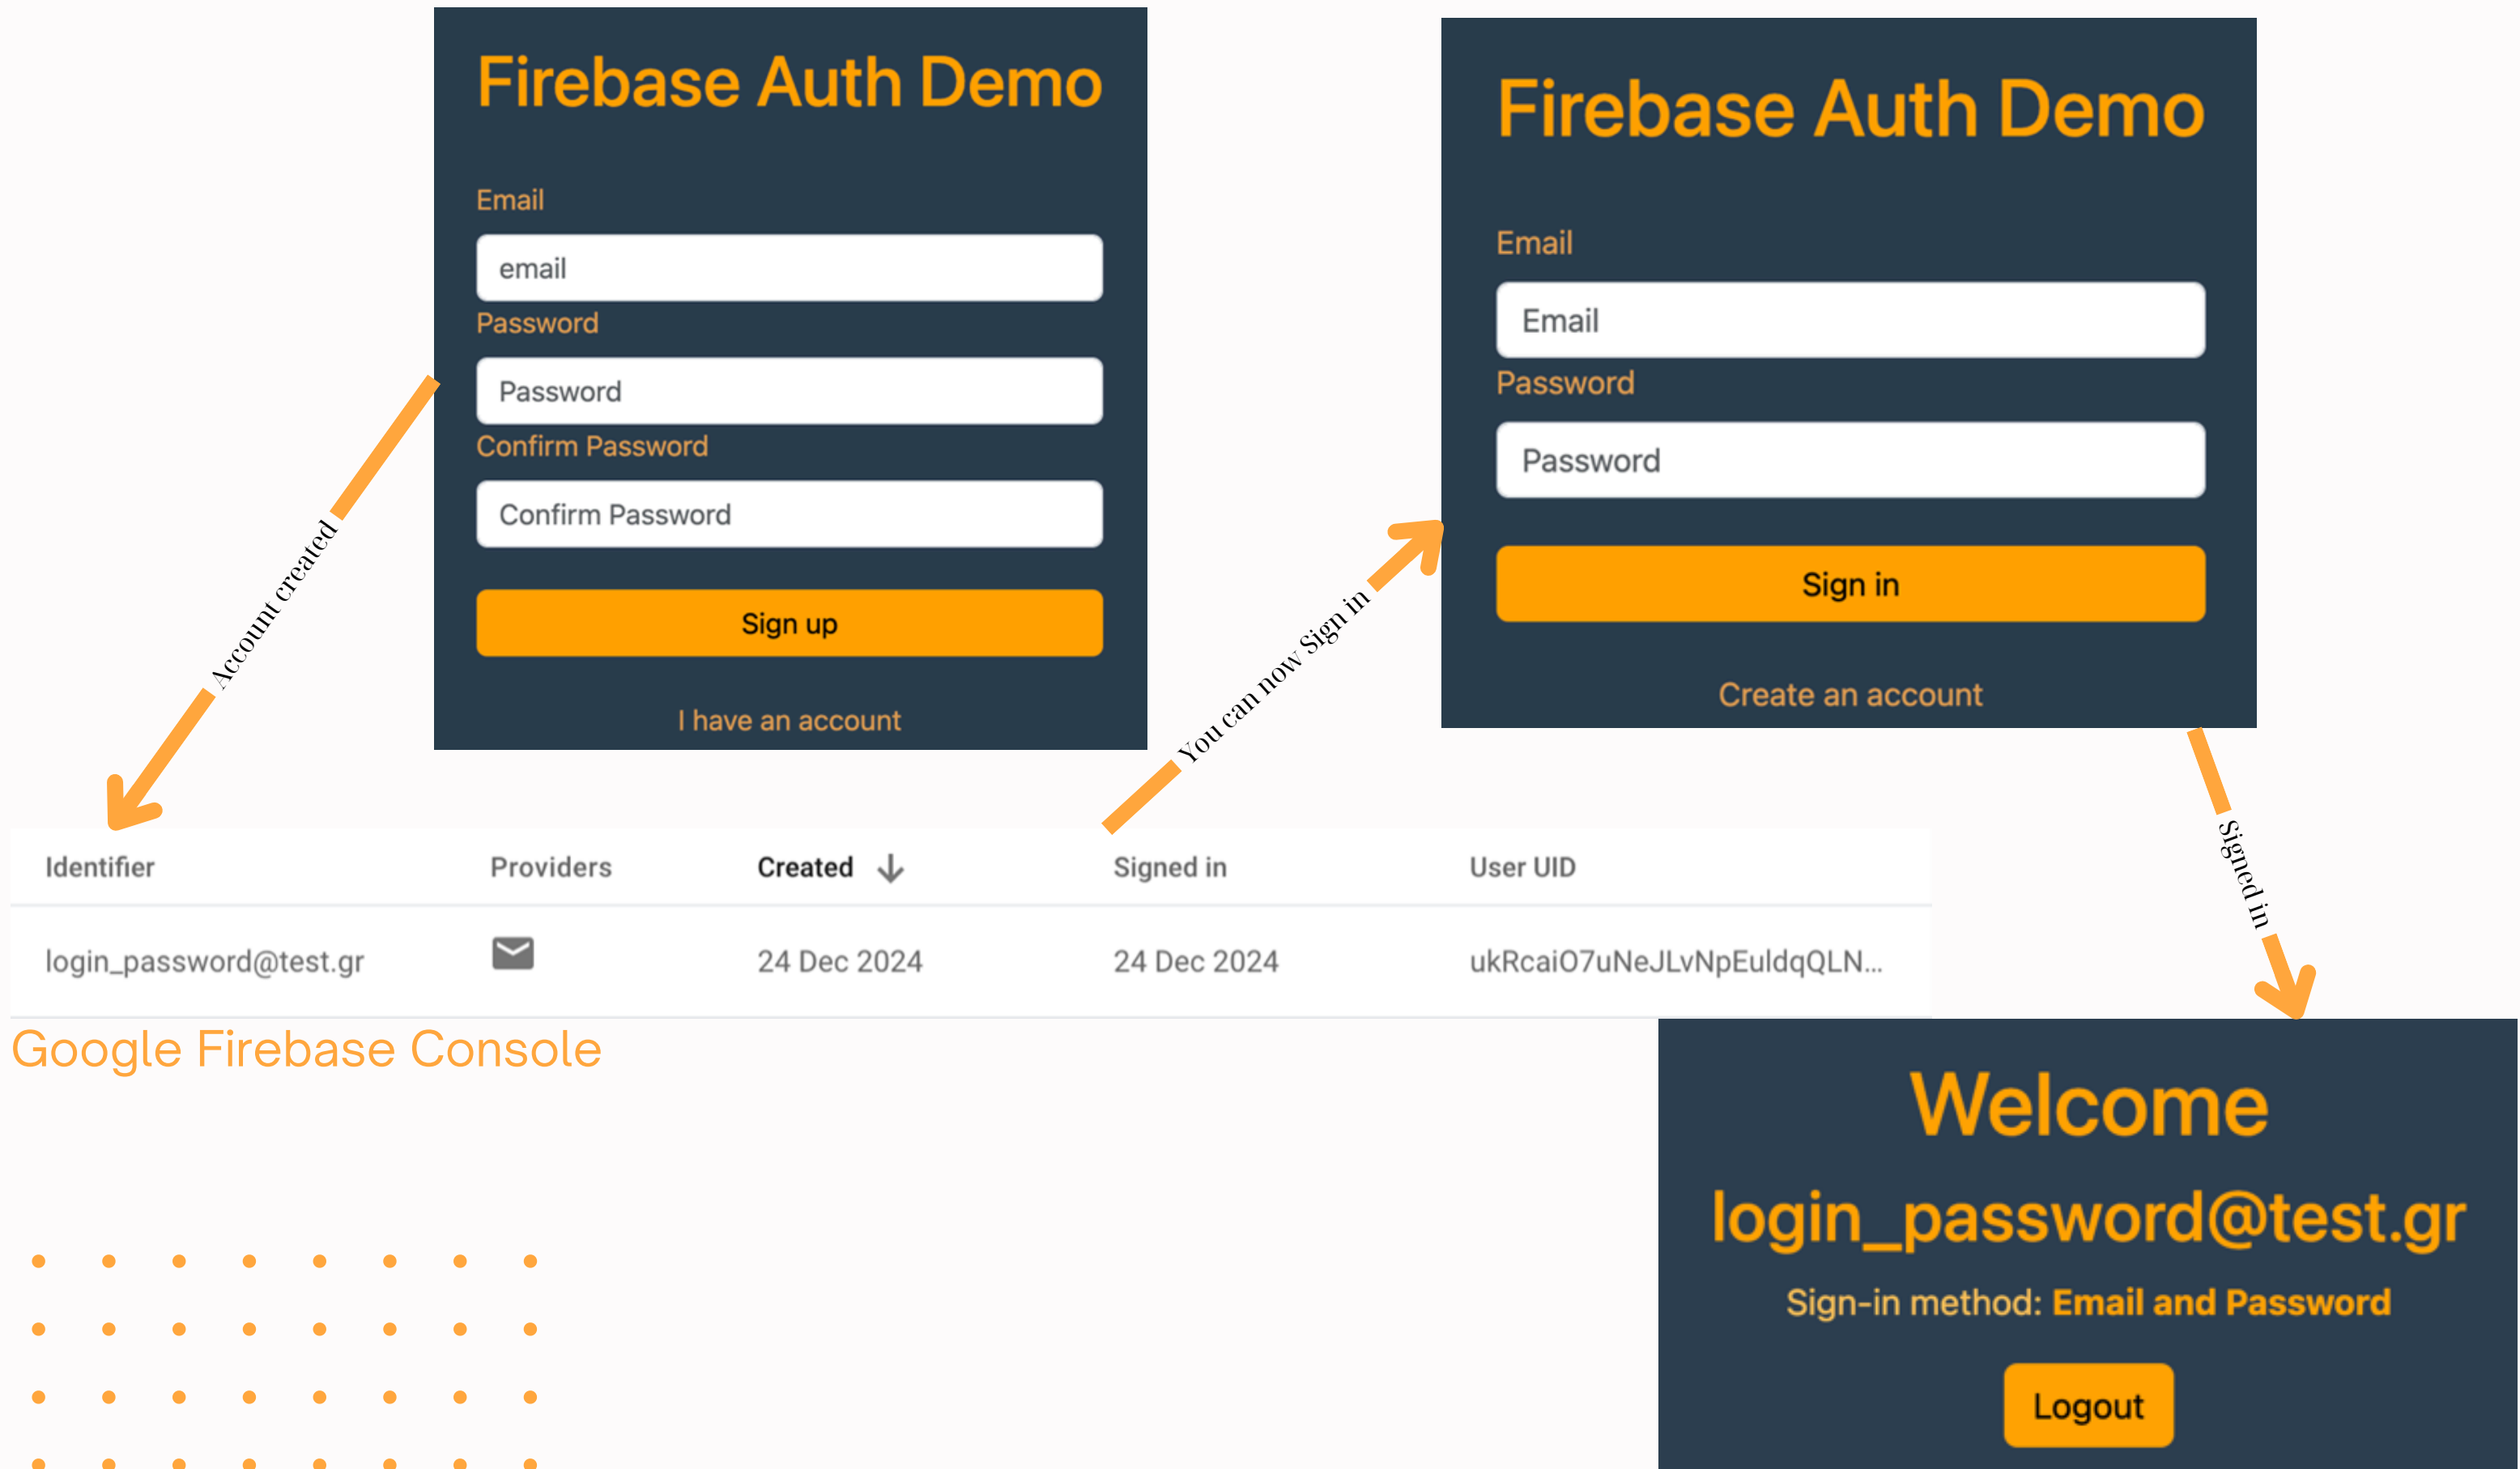 Firebase Auth Demo
Email
email
Password
Password
Confirm Password
Confirm Password
Sign up
I have an account
Account created
Identifier Providers Created ↓ Signed in User UID
login_password@test.gr 24 Dec 2024 24 Dec 2024 ukRcaiO7uNeJLvNpEuldqQLN...
Google Firebase Console
You can now Sign in
Firebase Auth Demo
Email
Email
Password
Password
Sign in
Create an account
Signed in
Welcome
login_password@test.gr
Sign-in method: Email and Password
Logout